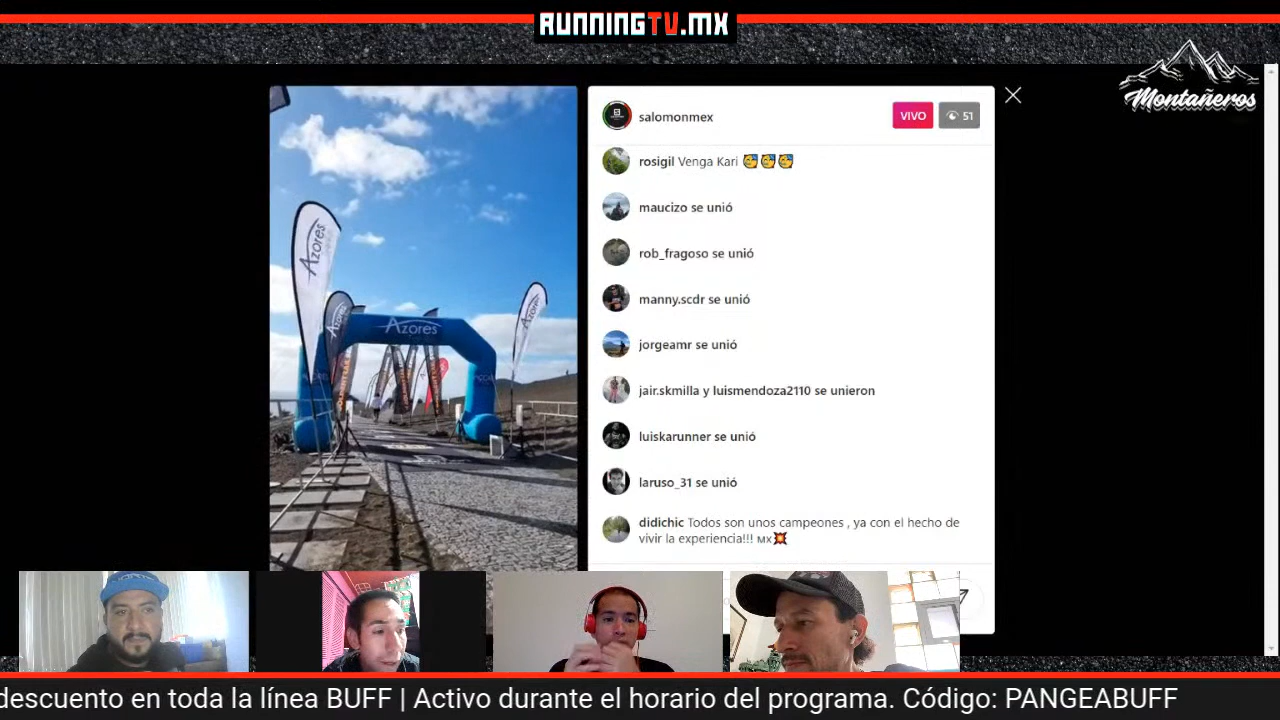 RUNNINGTV.MX
Montañeros
salomonmex
VIVO
51
rosigil Venga Kari
maucizo se unió
rob_fragoso se unió
manny.scdr se unió
jorgeamr se unió
jair.skmilla y luismendoza2110 se unieron
luiskarunner se unió
laruso_31 se unió
didichic Todos son unos campeones , ya con el hecho de
vivir la experiencia!!! MX
AZORES
AZORES
AZORES
descuento en toda la línea BUFF | Activo durante el horario del programa. Código: PANGEABUFF